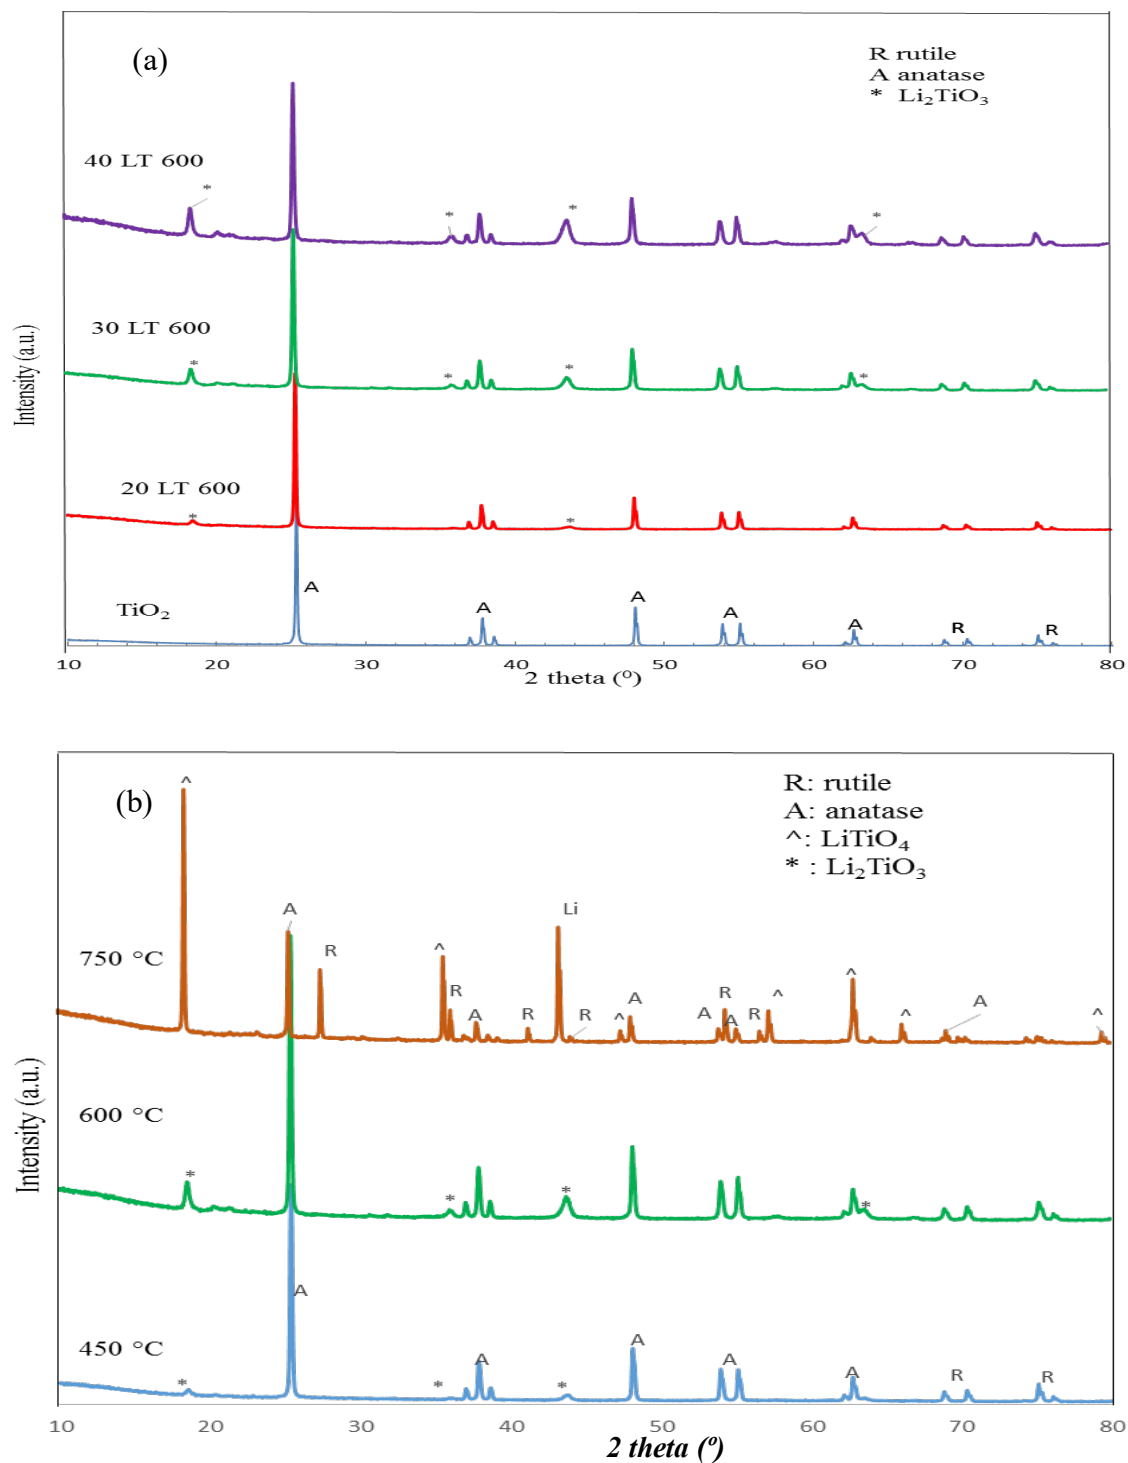 (a)
R rutile
A anatase
* Li₂TiO₃
40 LT 600
*
*
*
*
30 LT 600
*
*
*
*
20 LT 600
*
*
TiO₂
A
A
A
A
A
R
R
Intensity (a.u.)
10 20 30 40 50 60 70 80
2 theta (⁰)
(b)
R: rutile
A: anatase
^: LiTiO₄
* : Li₂TiO₃
750 °C
^
A
R
^
R
A
R
Li
R
^
A
A
R
A
R
^
^
^
A
^
600 °C
*
*
*
*
450 °C
*
A
*
A
*
A
A
A
R
R
Intensity (a.u.)
10 20 30 40 50 60 70 80
2 theta (⁰)